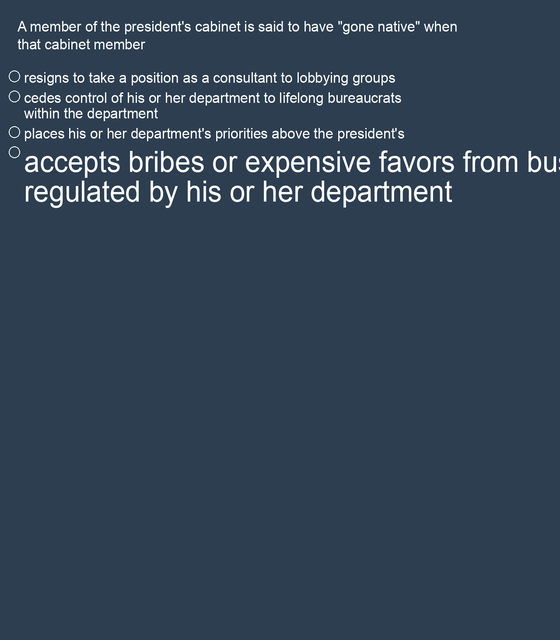 A member of the president's cabinet is said to have "gone native" when
that cabinet member
resigns to take a position as a consultant to lobbying groups
cedes control of his or her department to lifelong bureaucrats
within the department
places his or her department's priorities above the president's
accepts bribes or expensive favors from
regulated by his or her department